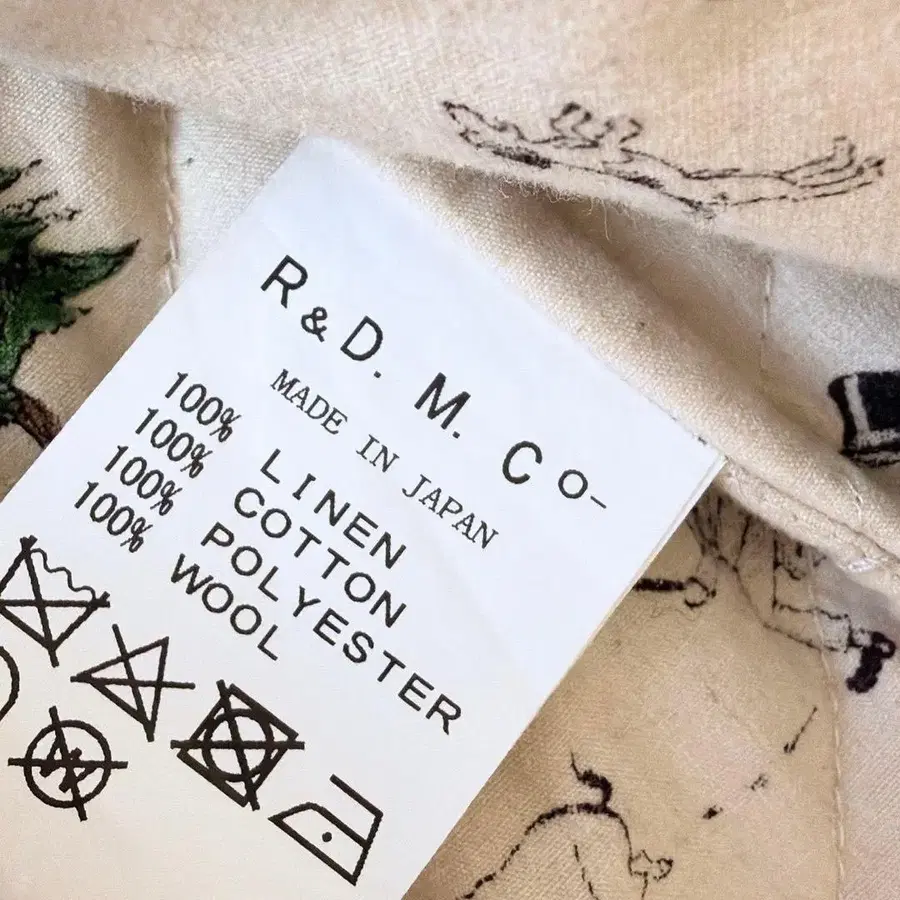 R & D. M. Co-
MADE IN JAPAN
100% LINEN
100% COTTON
100% POLYESTER
100% WOOL